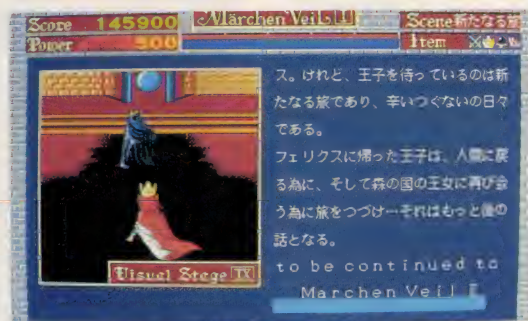 Score 145900
Märchen Veil I
Scene 新たなる旅
Power 300
Item
ス。けれど、王子を待っているのは新
たなる旅であり、辛いつぐないの日々
である。
フェリクスに帰った王子は、人間に戻
る為に、そして森の国の王女に再び会
う為に旅をつづけ―それはもっと後の
話となる。
Visual Stage IX
to be continued to
Marchen Veil II